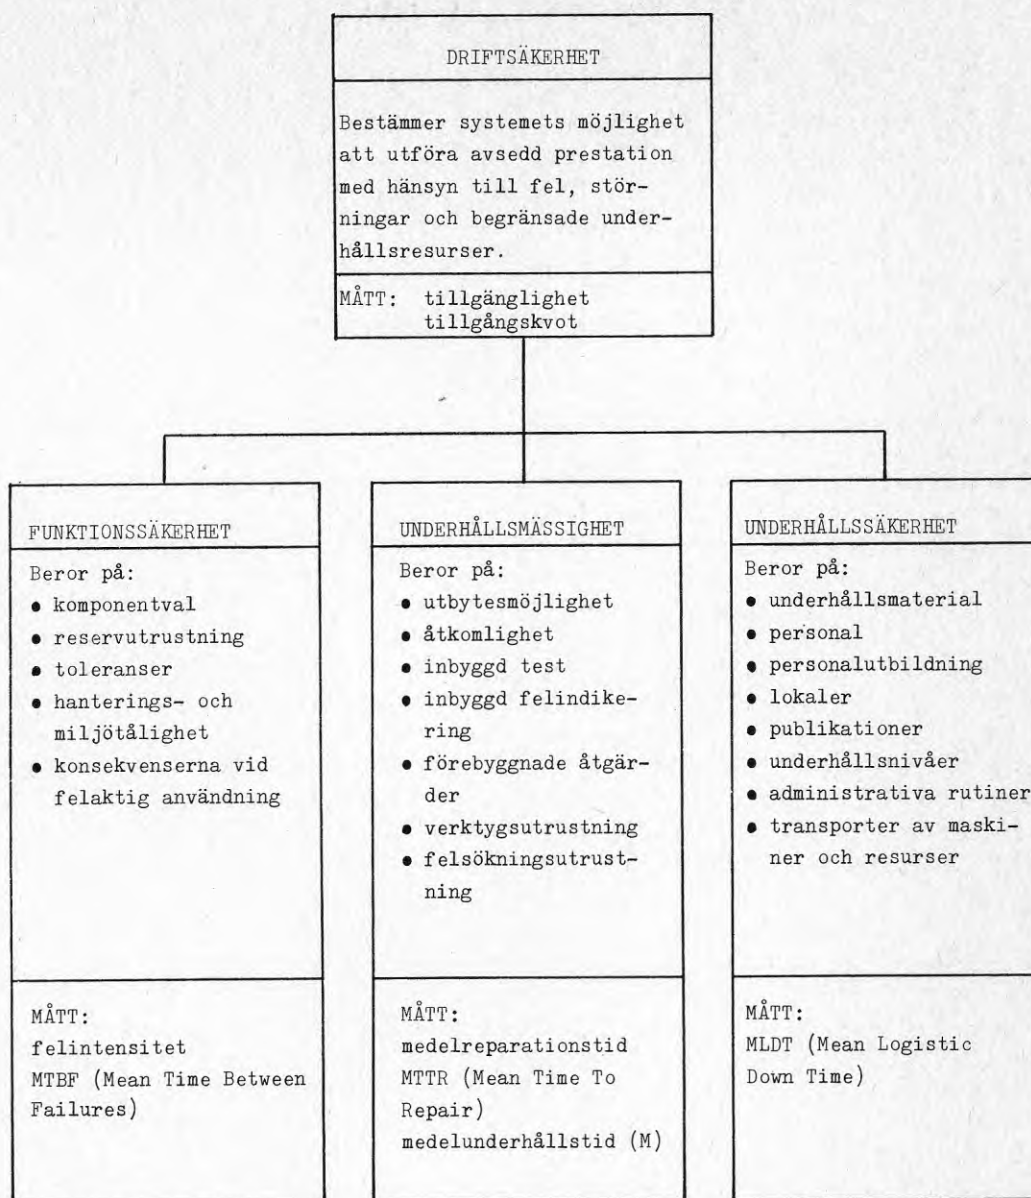 DRIFTSÄKERHET
Bestämmer systemets möjlighet
att utföra avsedd prestation
med hänsyn till fel, stör-
ningar och begränsade under-
hållsresurser.
MÅTT: tillgänglighet
tillgångskvot
FUNKTIONSSÄKERHET
Beror på:
• komponentval
• reservutrustning
• toleranser
• hanterings- och
miljötålighet
• konsekvenserna vid
felaktig användning
MÅTT:
felintensitet
MTBF (Mean Time Between
Failures)
UNDERHÅLLSMÄSSIGHET
Beror på:
• utbytesmöjlighet
• åtkomlighet
• inbyggd test
• inbyggd felindike-
ring
• förebyggnade åtgär-
der
• verktygsutrustning
• felsökningsutrust-
ning
MÅTT:
medelreparationstid
MTTR (Mean Time To
Repair)
medelunderhållstid (M)
UNDERHÅLLSSÄKERHET
Beror på:
• underhållsmaterial
• personal
• personalutbildning
• lokaler
• publikationer
• underhållsnivåer
• administrativa rutiner
• transporter av maski-
ner och resurser
MÅTT:
MLDT (Mean Logistic
Down Time)